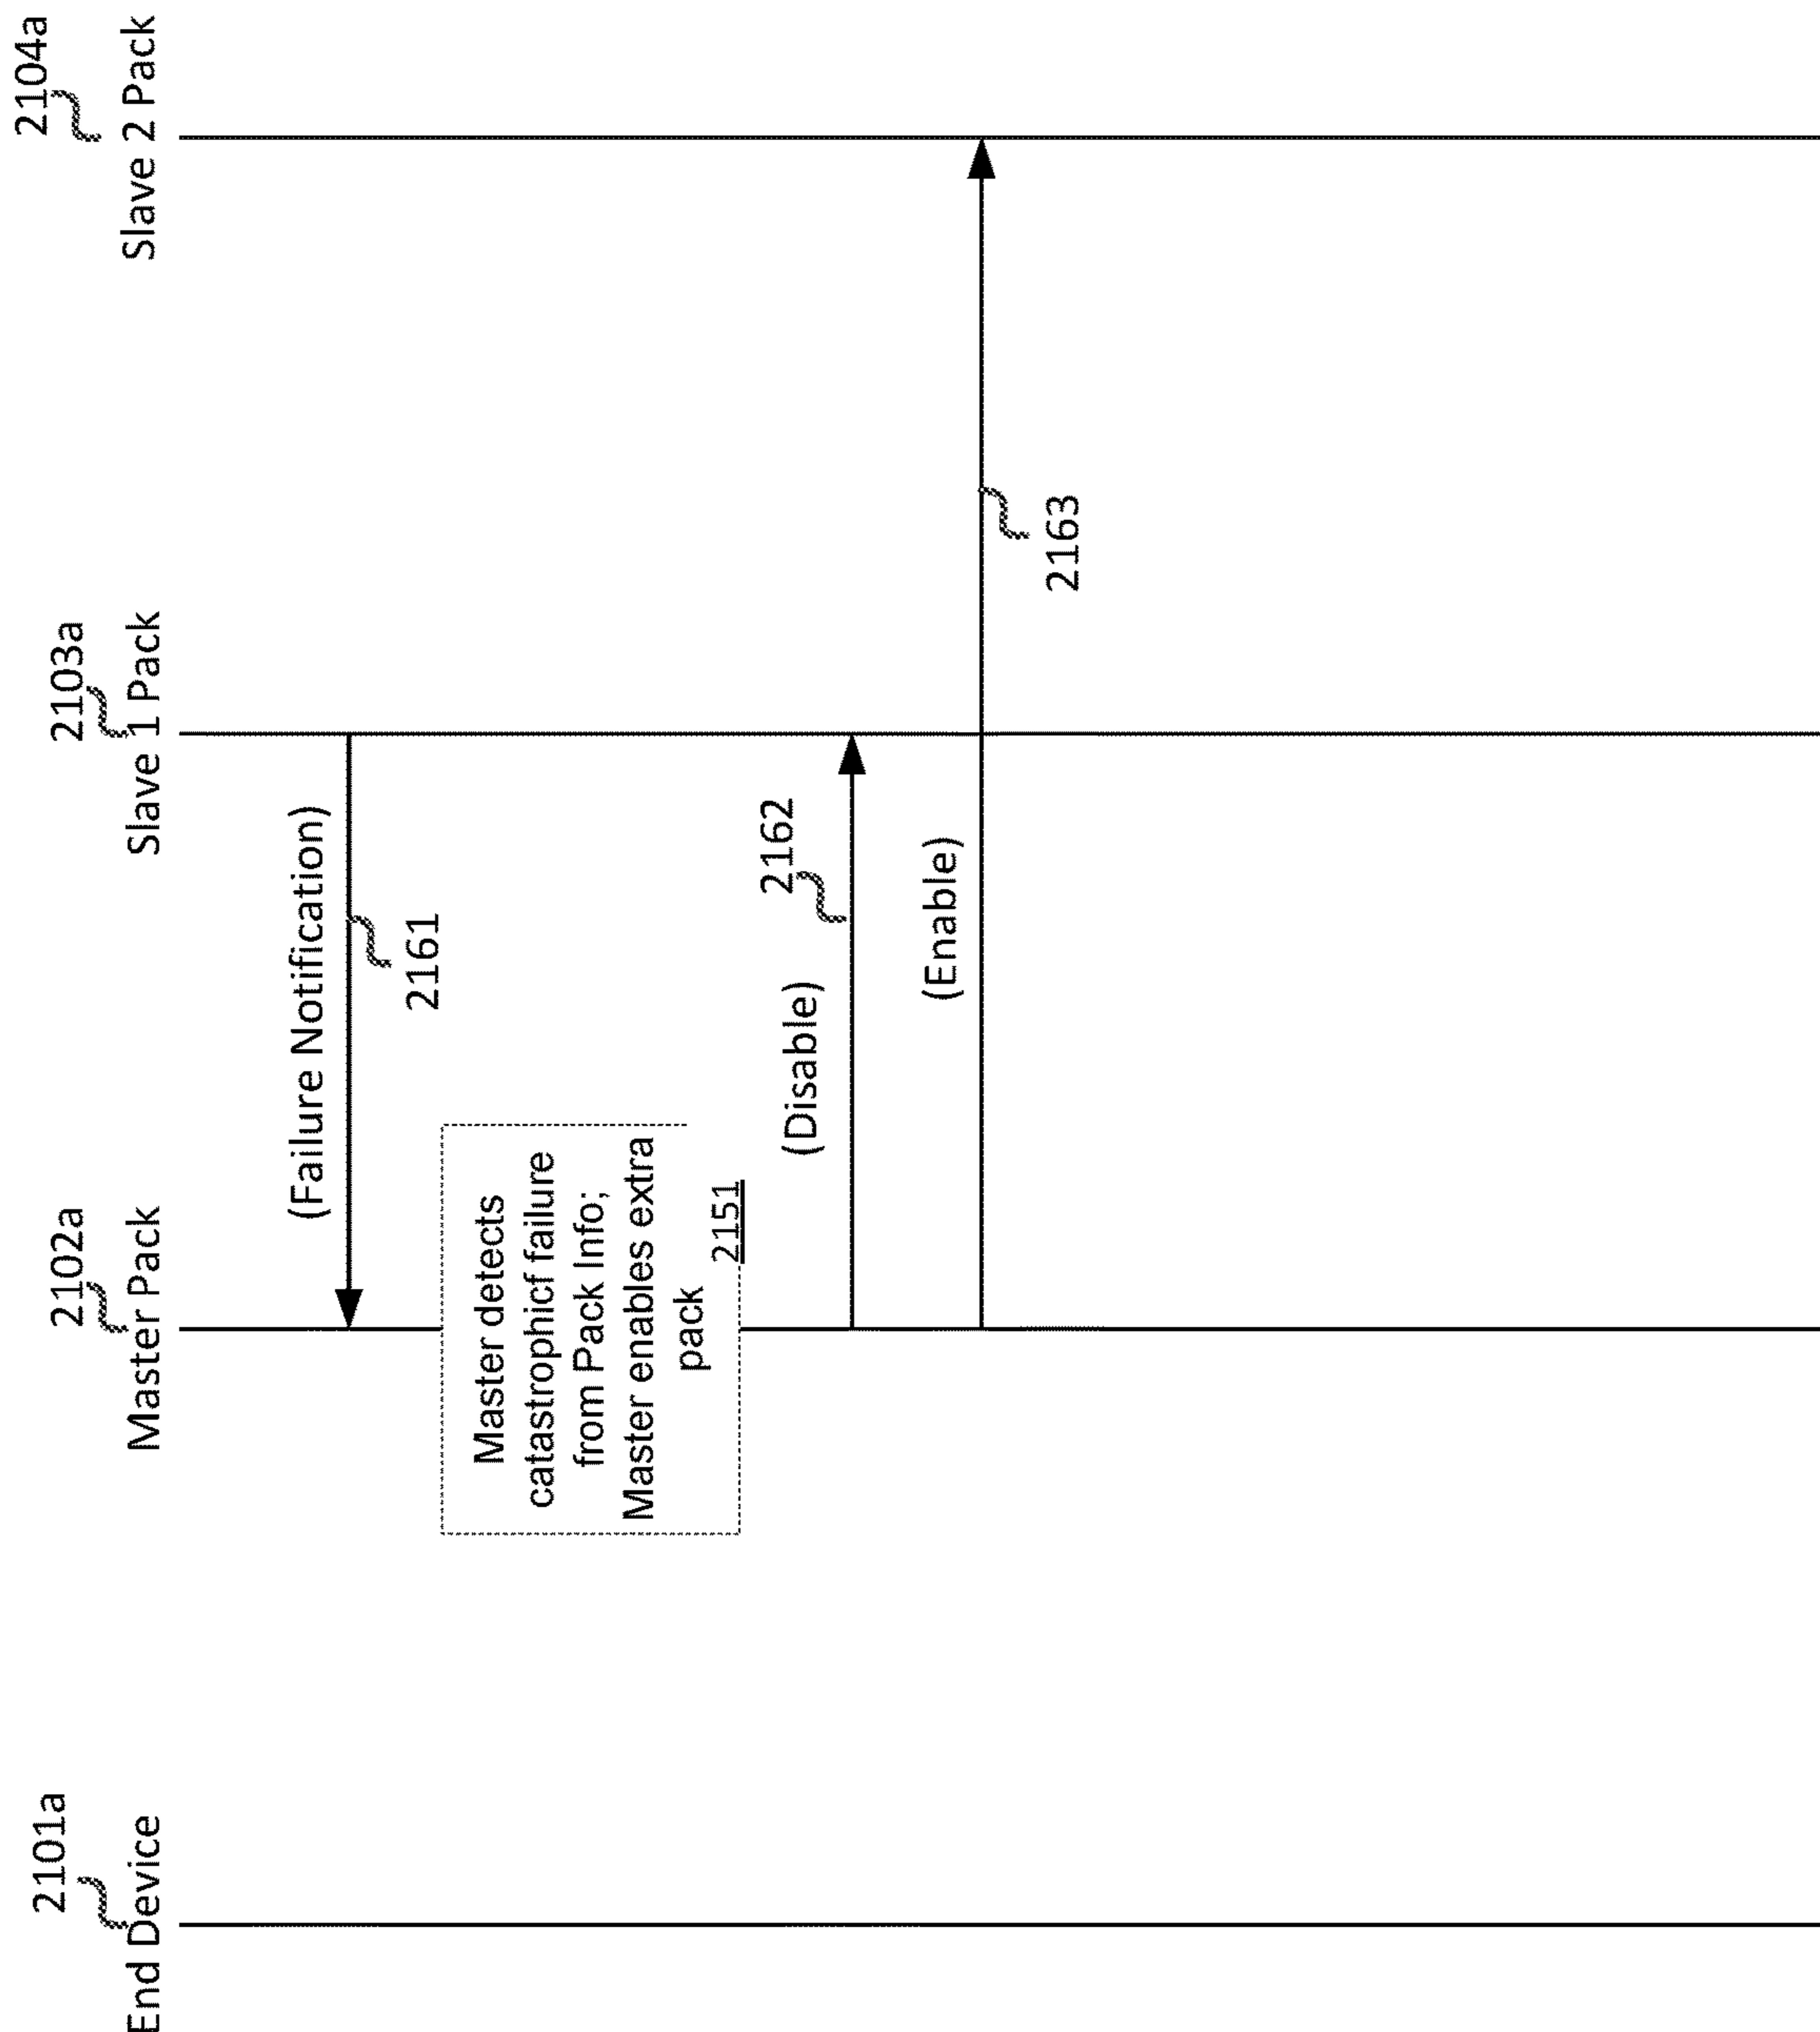 2101a
End Device
2102a
Master Pack
2103a
Slave 1 Pack
2104a
Slave 2 Pack
(Failure Notification)
2161
Master detects
catastrophicf failure
from Pack Info;
Master enables extra
pack
2151
2162
(Disable)
(Enable)
2163